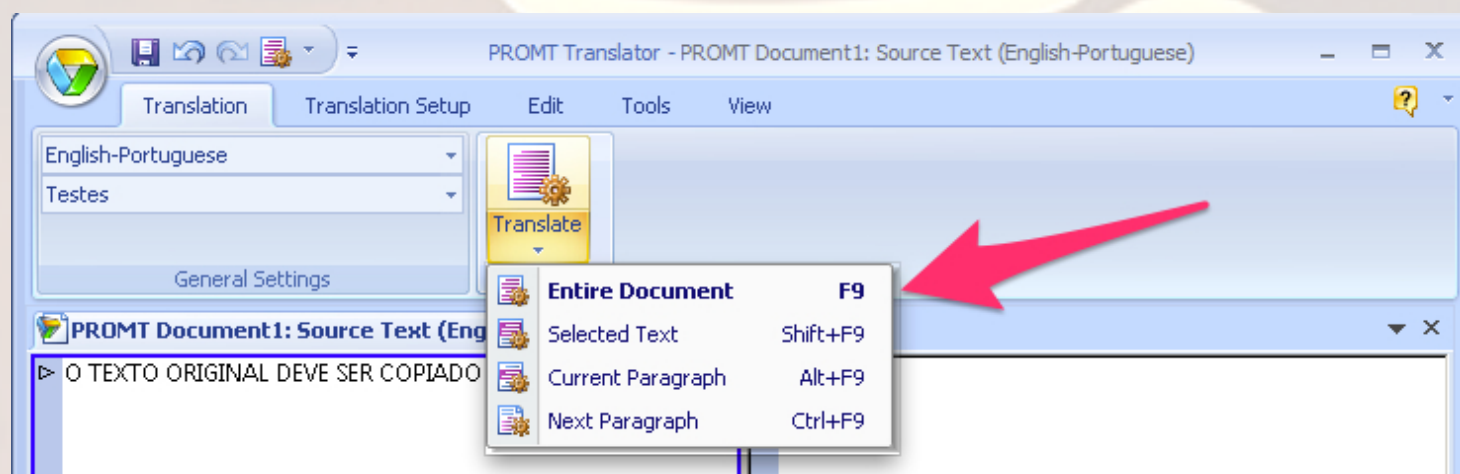 PROMT Translator - PROMT Document1: Source Text (English-Portuguese)
Translation Translation Setup Edit Tools View
English-Portuguese
Testes
Translate
General Settings
Entire Document F9
Selected Text Shift+F9
Current Paragraph Alt+F9
Next Paragraph Ctrl+F9
PROMT Document1: Source Text (Eng
O TEXTO ORIGINAL DEVE SER COPIADO